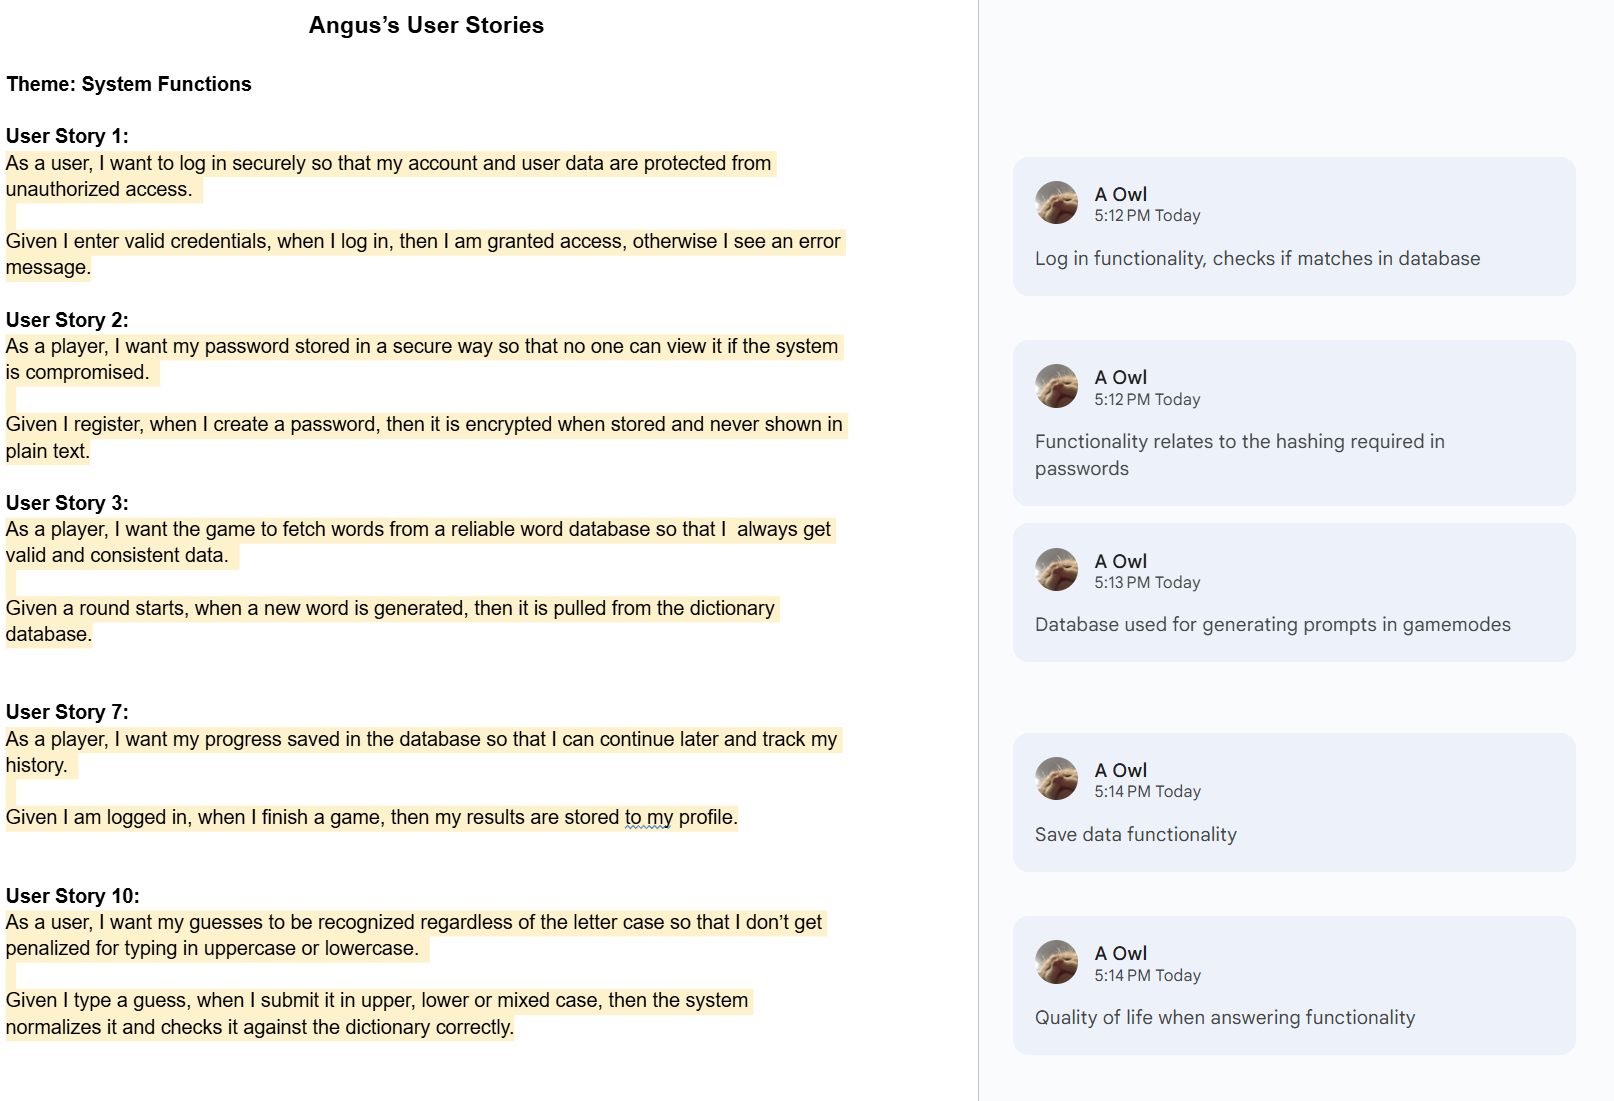 Angus’s User Stories
Theme: System Functions
User Story 1:
As a user, I want to log in securely so that my account and user data are protected from
unauthorized access.
Given I enter valid credentials, when I log in, then I am granted access, otherwise I see an error
message.
User Story 2:
As a player, I want my password stored in a secure way so that no one can view it if the system
is compromised.
Given I register, when I create a password, then it is encrypted when stored and never shown in
plain text.
User Story 3:
As a player, I want the game to fetch words from a reliable word database so that I  always get
valid and consistent data.
Given a round starts, when a new word is generated, then it is pulled from the dictionary
database.
User Story 7:
As a player, I want my progress saved in the database so that I can continue later and track my
history.
Given I am logged in, when I finish a game, then my results are stored to my profile.
User Story 10:
As a user, I want my guesses to be recognized regardless of the letter case so that I don’t get
penalized for typing in uppercase or lowercase.
Given I type a guess, when I submit it in upper, lower or mixed case, then the system
normalizes it and checks it against the dictionary correctly.
A Owl
5:12 PM Today
Log in functionality, checks if matches in database
A Owl
5:12 PM Today
Functionality relates to the hashing required in
passwords
A Owl
5:13 PM Today
Database used for generating prompts in gamemodes
A Owl
5:14 PM Today
Save data functionality
A Owl
5:14 PM Today
Quality of life when answering functionality